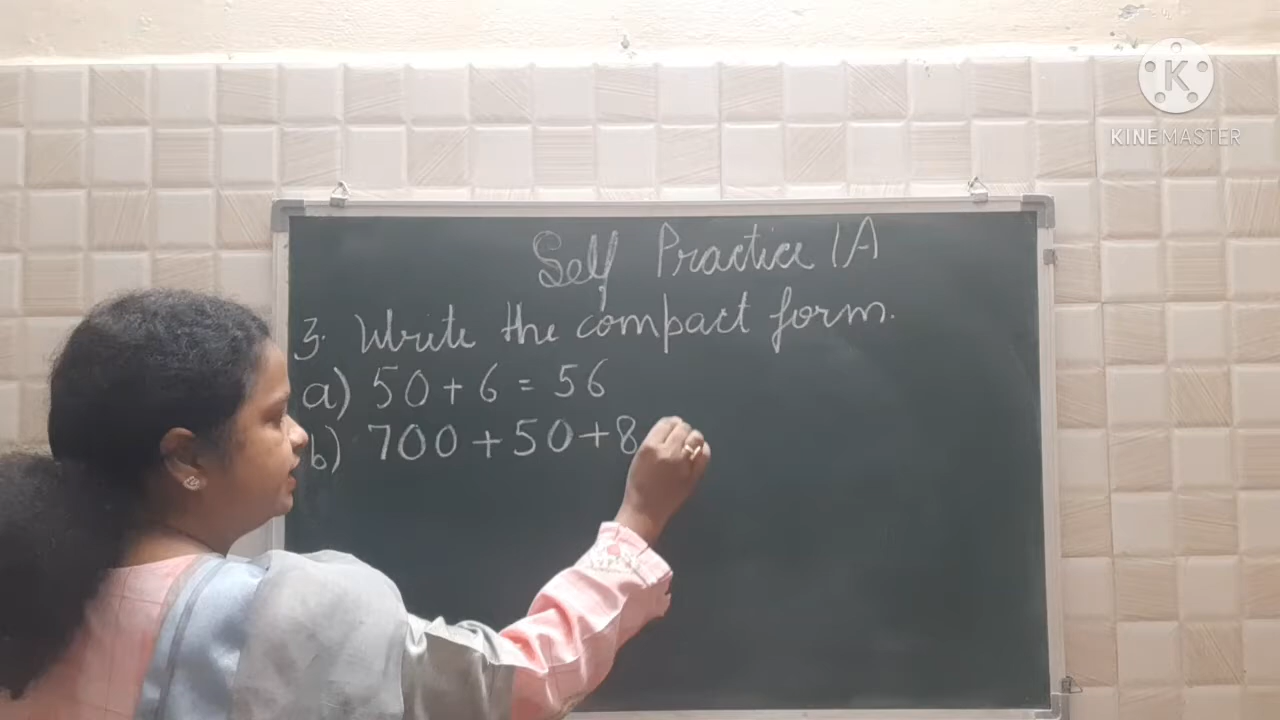 K
KINEMASTER
Self Practice 1A
3. Write the compact form.
a) 50 + 6 = 56
b) 700 + 50 + 8